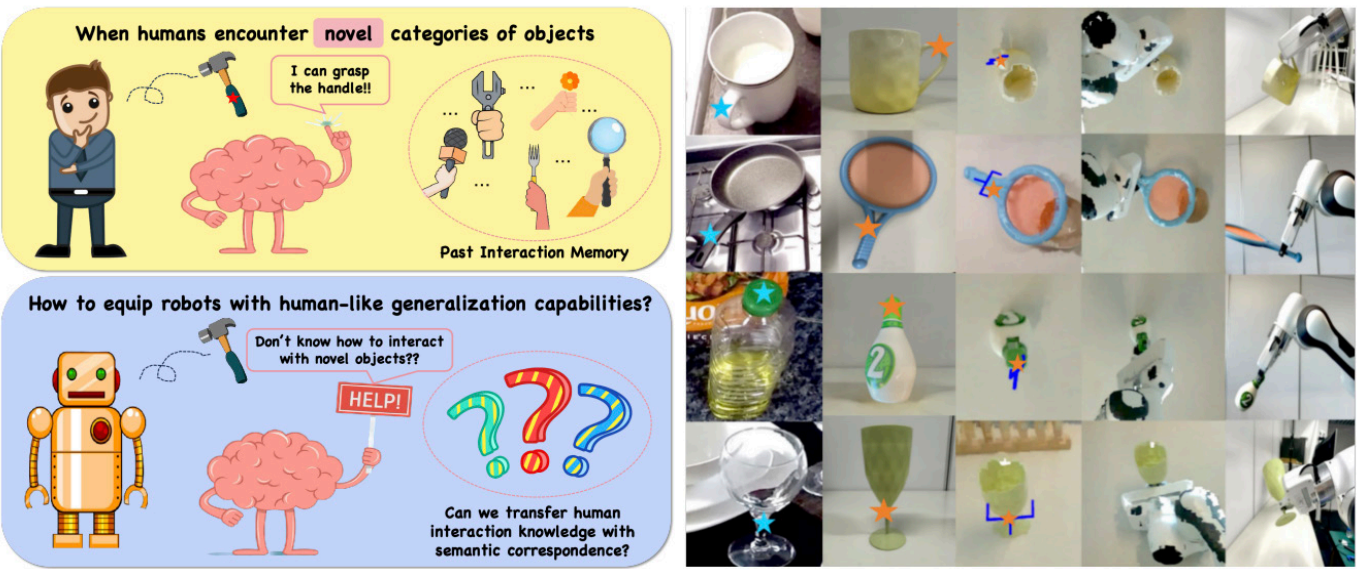 When humans encounter novel categories of objects
I can grasp
the handle!!
...
...
...
...
Past Interaction Memory
How to equip robots with human-like generalization capabilities?
Don't know how to interact
with novel objects??
HELP!
Can we transfer human
interaction knowledge with
semantic correspondence?
2